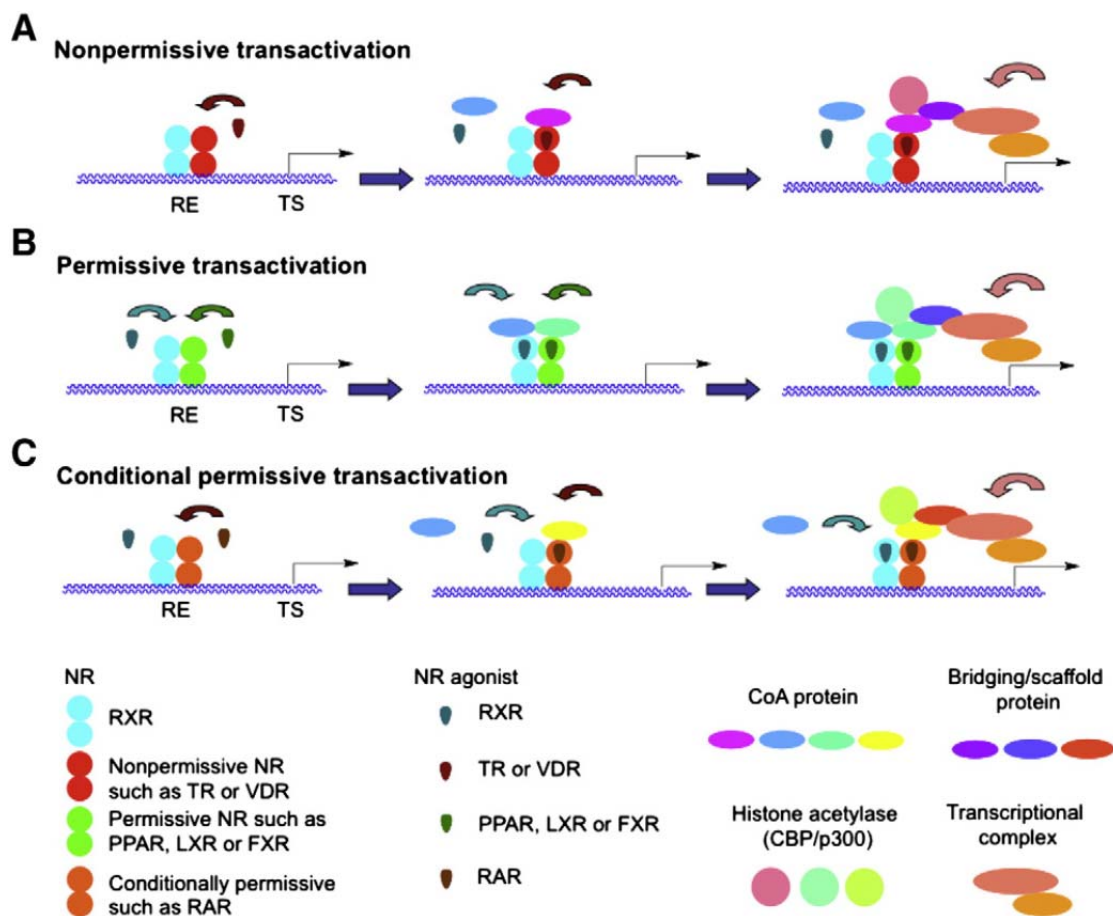 A
Nonpermissive transactivation
RE
TS
B
Permissive transactivation
RE
TS
C
Conditional permissive transactivation
RE
TS
NR
RXR
Nonpermissive NR
such as TR or VDR
Permissive NR such as
PPAR, LXR or FXR
Conditionally permissive
such as RAR
NR agonist
RXR
TR or VDR
PPAR, LXR or FXR
RAR
CoA protein
Bridging/scaffold
protein
Histone acetylase
(CBP/p300)
Transcriptional
complex